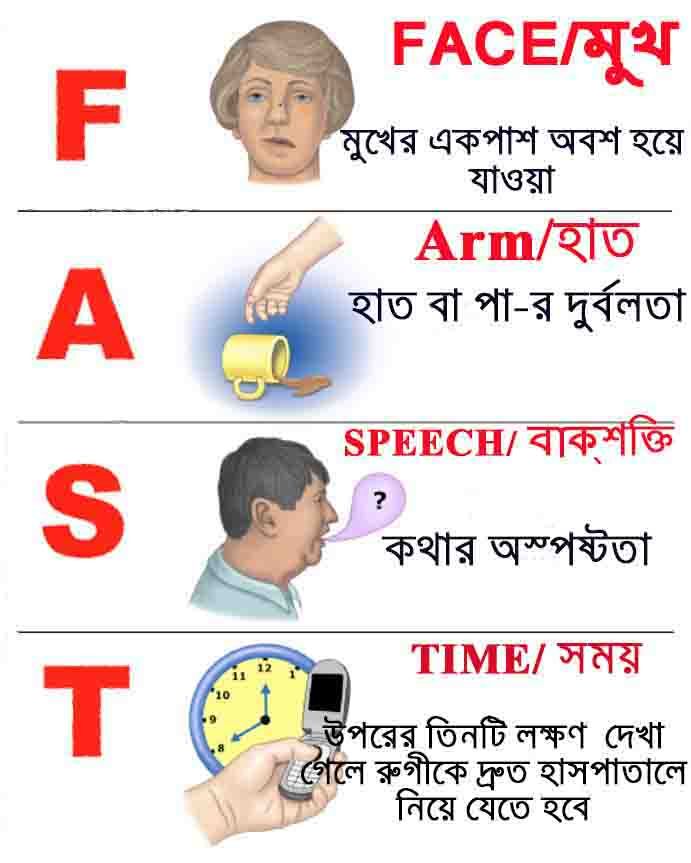 F
FACE/মুখ
মুখের একপাশ অবশ হয়ে
যাওয়া
A
Arm/হাত
হাত বা পা-র দুর্বলতা
S
SPEECH/ বাক্‌শক্তি
?
কথার অস্পষ্টতা
T
TIME/ সময়
11 12 1
10
9
8
উপরের তিনটি লক্ষণ দেখা
গেলে রুগীকে দ্রুত হাসপাতালে
নিয়ে যেতে হবে